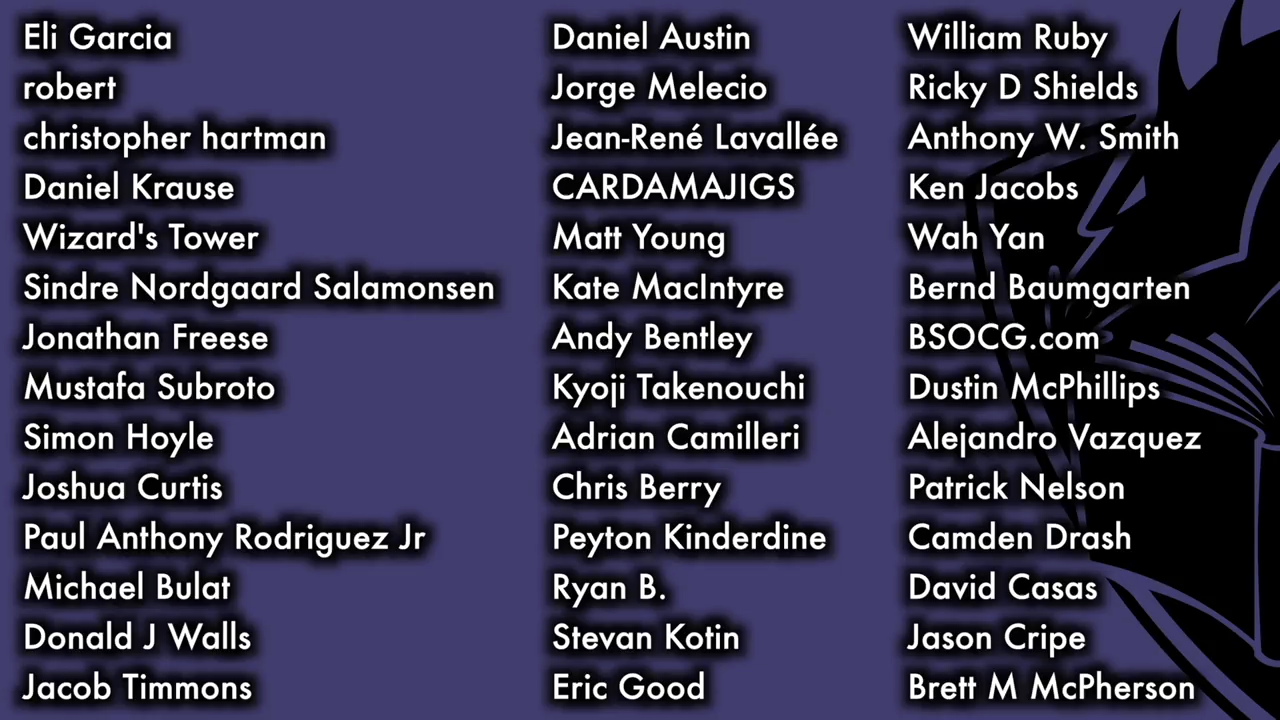 Eli Garcia
robert
christopher hartman
Daniel Krause
Wizard's Tower
Sindre Nordgaard Salamonsen
Jonathan Freese
Mustafa Subroto
Simon Hoyle
Joshua Curtis
Paul Anthony Rodriguez Jr
Michael Bulat
Donald J Walls
Jacob Timmons
Daniel Austin
Jorge Melecio
Jean-René Lavallée
CARDAMAJIGS
Matt Young
Kate MacIntyre
Andy Bentley
Kyoji Takenouchi
Adrian Camilleri
Chris Berry
Peyton Kinderdine
Ryan B.
Stevan Kotin
Eric Good
William Ruby
Ricky D Shields
Anthony W. Smith
Ken Jacobs
Wah Yan
Bernd Baumgarten
BSOCG.com
Dustin McPhillips
Alejandro Vazquez
Patrick Nelson
Camden Drash
David Casas
Jason Cripe
Brett M McPherson